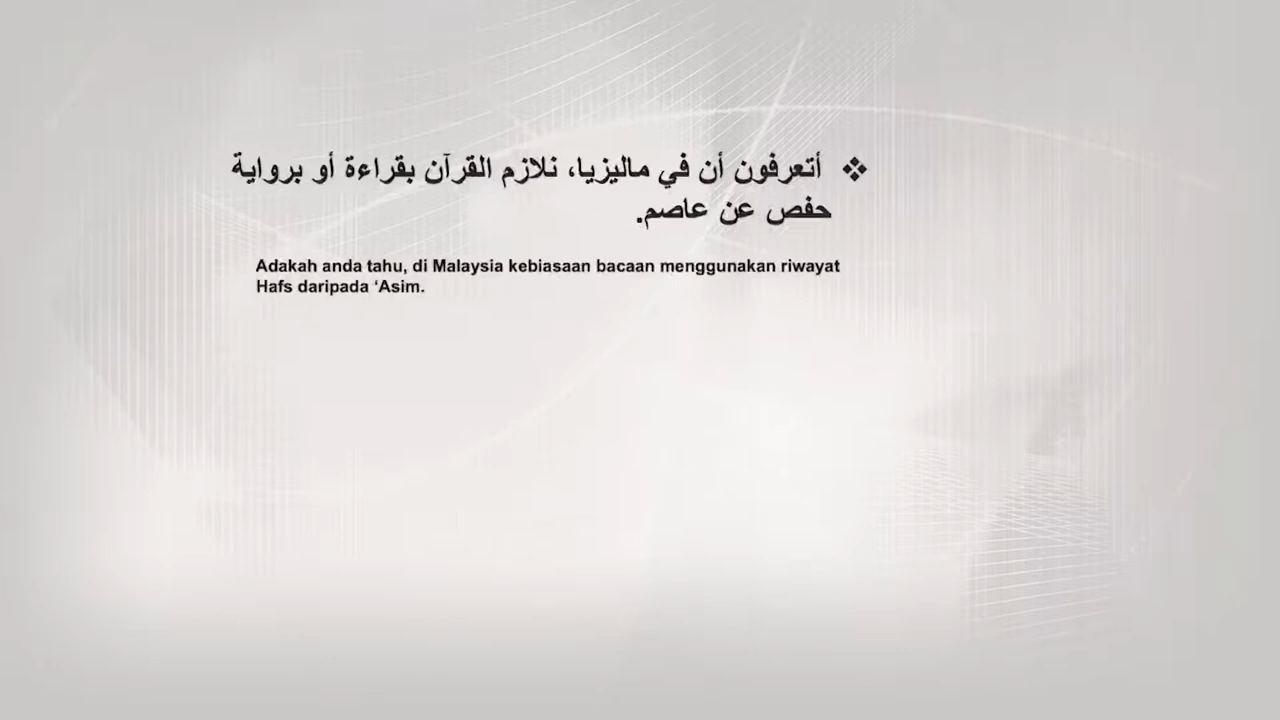 ❖ أتعرفون أن في ماليزيا، نلازم القرآن بقراءة أو برواية
حفص عن عاصم.
Adakah anda tahu, di Malaysia kebiasaan bacaan menggunakan riwayat
Hafs daripada ‘Asim.